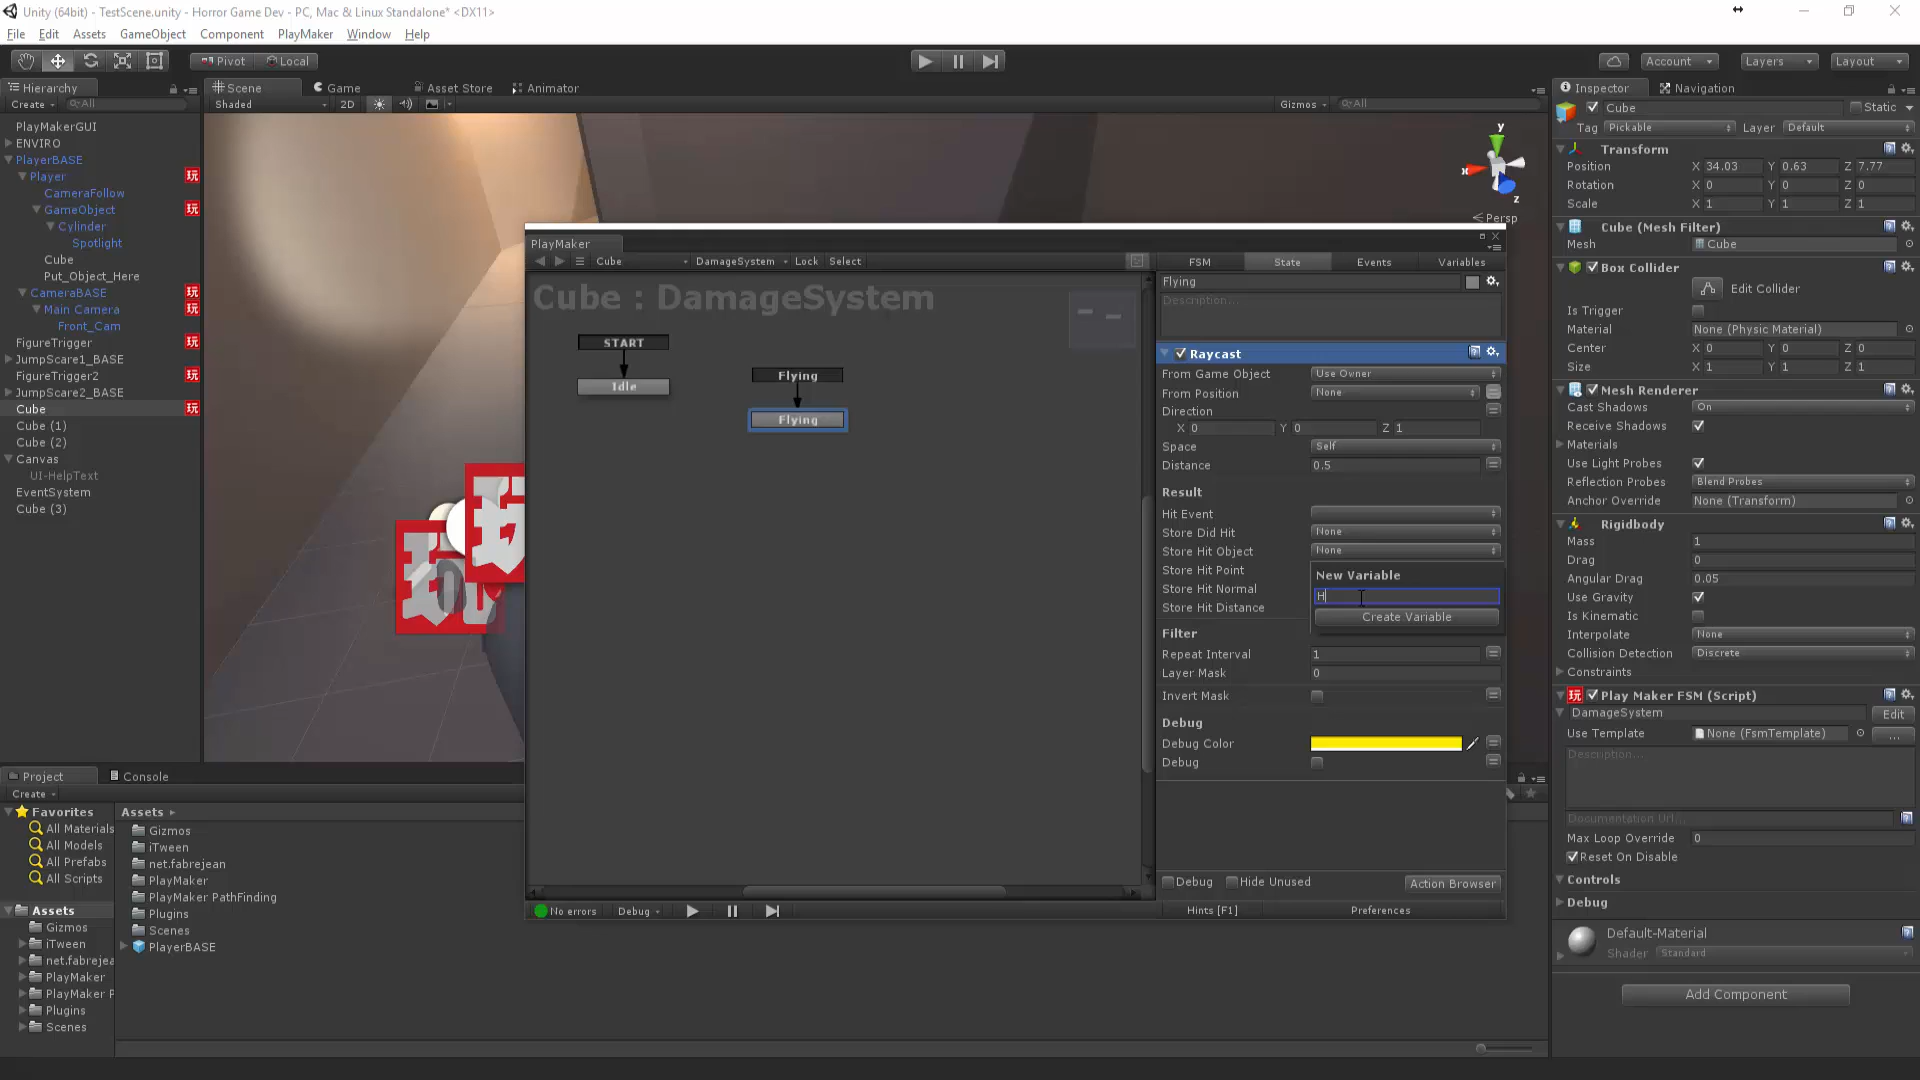 Unity (64bit) - TestScene.unity - Horror Game Dev - PC, Mac & Linux Standalone* <DX11>
File Edit Assets GameObject Component PlayMaker Window Help
Pivot Local Account Layers Layout
Hierarchy
Create All
PlayMakerGUI
ENVIRO
PlayerBASE
Player 玩
CameraFollow
GameObject 玩
Cylinder
Spotlight
Cube
Put_Object_Here
CameraBASE 玩
Main Camera 玩
Front_Cam
FigureTrigger 玩
JumpScare1_BASE
FigureTrigger2 玩
JumpScare2_BASE
Cube 玩
Cube (1)
Cube (2)
Canvas
UI-HelpText
EventSystem
Cube (3)
Scene Game Asset Store Animator
Shaded 2D Gizmos All
y
x
z
Persp
玩
玩
PlayMaker
Cube DamageSystem Lock Select
Cube : DamageSystem
START
Idle
Flying
Flying
FSM State Events Variables
Flying
Description...
Raycast
From Game Object Use Owner
From Position None
Direction
X 0 Y 0 Z 1
Space Self
Distance 0.5
Result
Hit Event
Store Did Hit None
Store Hit Object None
Store Hit Point
Store Hit Normal
Store Hit Distance
New Variable
H
Create Variable
Filter
Repeat Interval 1
Layer Mask 0
Invert Mask
Debug
Debug Color
Debug
Debug Hide Unused Action Browser
No errors Debug Hints [F1] Preferences
Inspector Navigation
Cube Static
Tag Pickable Layer Default
Transform
Position X 34.03 Y 0.63 Z 7.77
Rotation X 0 Y 0 Z 0
Scale X 1 Y 1 Z 1
Cube (Mesh Filter)
Mesh Cube
Box Collider
Edit Collider
Is Trigger
Material None (Physic Material)
Center X 0 Y 0 Z 0
Size X 1 Y 1 Z 1
Mesh Renderer
Cast Shadows On
Receive Shadows
Materials
Use Light Probes
Reflection Probes Blend Probes
Anchor Override None (Transform)
Rigidbody
Mass 1
Drag 0
Angular Drag 0.05
Use Gravity
Is Kinematic
Interpolate None
Collision Detection Discrete
Constraints
玩 Play Maker FSM (Script)
DamageSystem Edit
Use Template None (FsmTemplate) ...
Description...
Documentation Url...
Max Loop Override 0
Reset On Disable
Controls
Debug
Default-Material
Shader Standard
Add Component
Project Console
Create
Favorites
All Materials
All Models
All Prefabs
All Scripts
Assets
Gizmos
iTween
net.fabrejea
PlayMaker
PlayMaker P
Plugins
Scenes
Assets
Gizmos
iTween
net.fabrejean
PlayMaker
PlayMaker PathFinding
Plugins
Scenes
PlayerBASE